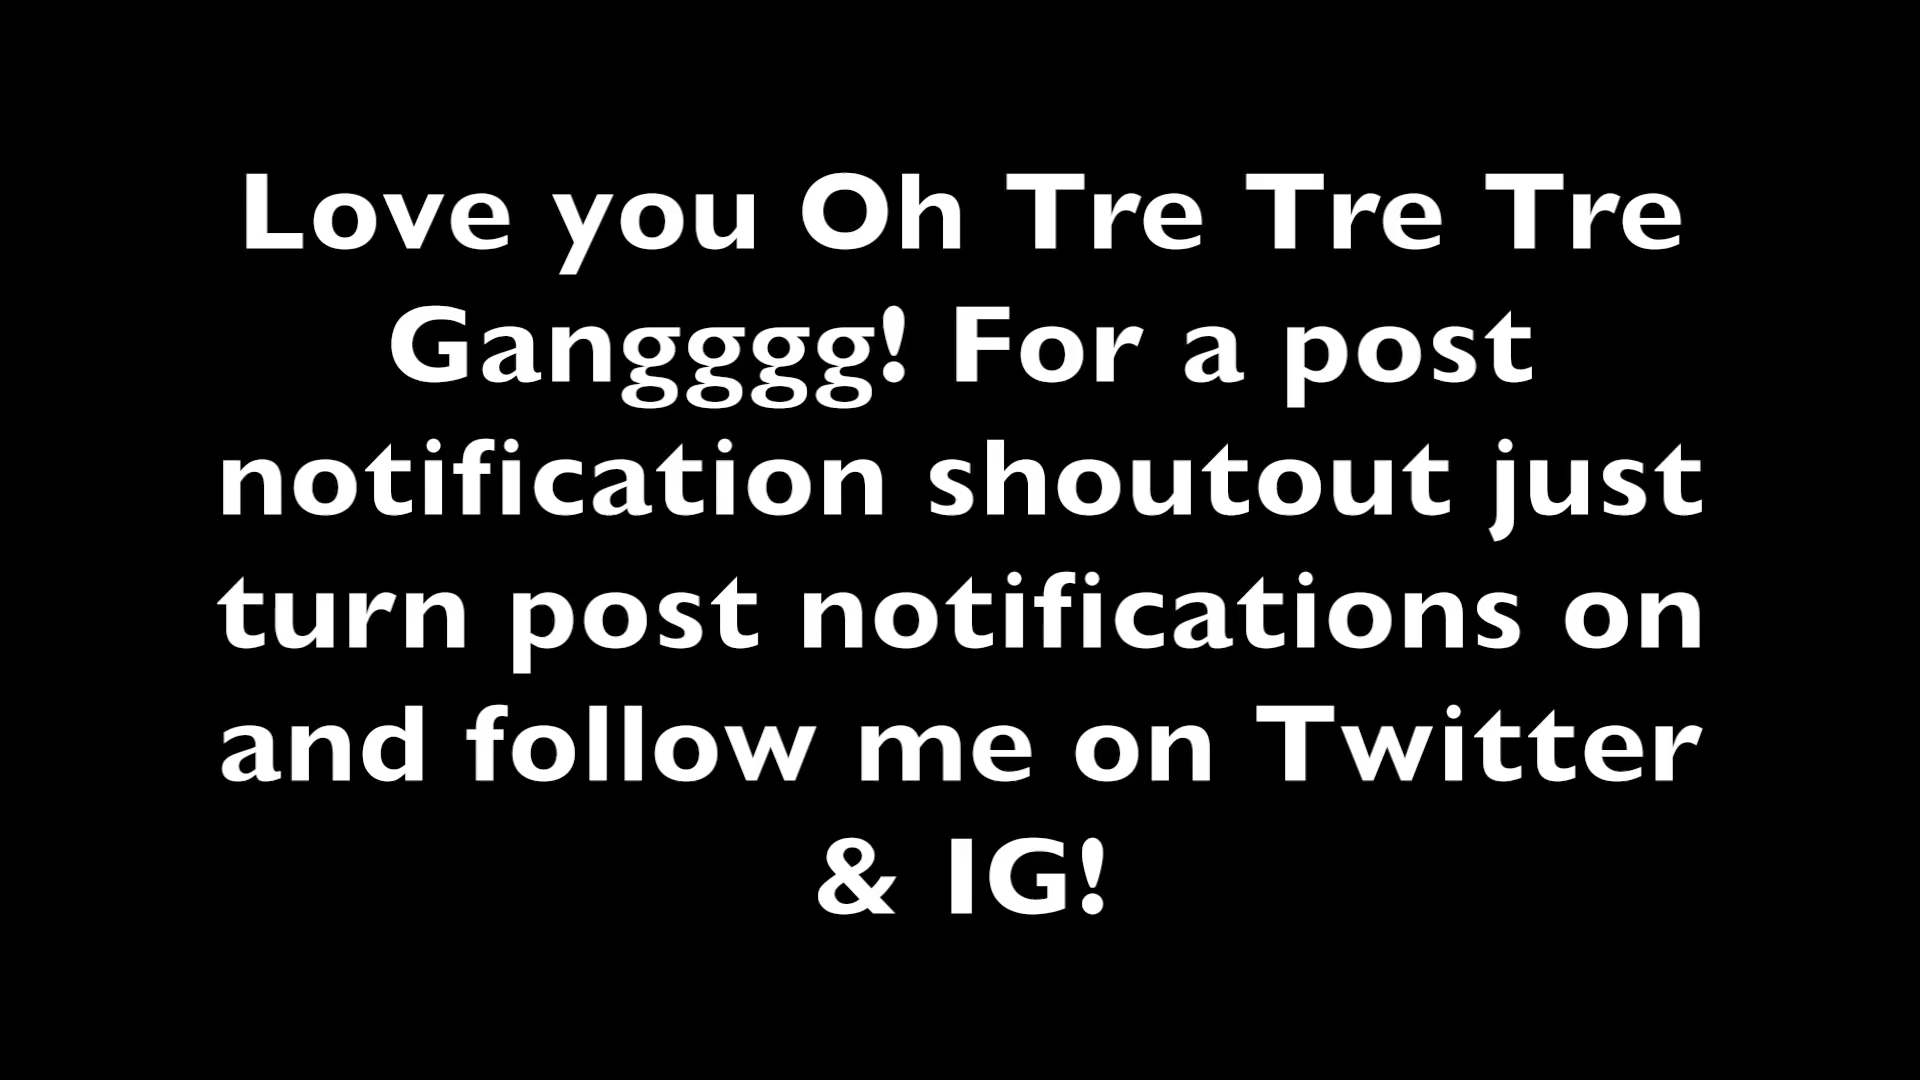 Love you Oh Tre Tre Tre
Gangggg! For a post
notification shoutout just
turn post notifications on
and follow me on Twitter
& IG!